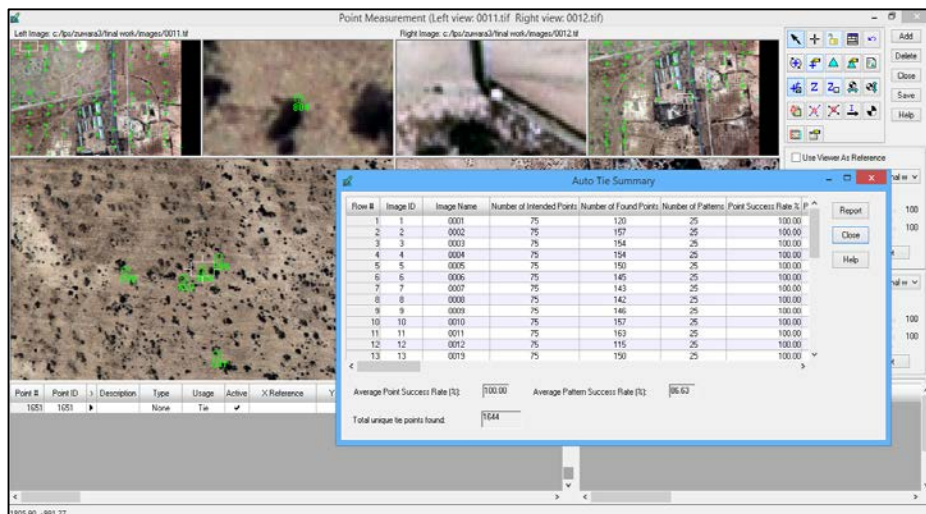 Point Measurement (Left view: 0011.tif Right view: 0012.tif)
Left Image: c:/lps/zuwara3/final work/images/0011.tif Right Image: c:/lps/zuwara3/final work/images/0012.tif
Add
Delete
Close
Save
Help
Use Viewer As Reference
Auto Tie Summary
Row # Image ID Image Name Number of Intended Points Number of Found Points Number of Patterns Point Success Rate % P
1 1 0001 75 120 25 100.00
2 2 0002 75 157 25 100.00
3 3 0003 75 154 25 100.00
4 4 0004 75 154 25 100.00
5 5 0005 75 150 25 100.00
6 6 0006 75 145 25 100.00
7 7 0007 75 143 25 100.00
8 8 0008 75 142 25 100.00
9 9 0009 75 146 25 100.00
10 10 0010 75 157 25 100.00
11 11 0011 75 163 25 100.00
12 12 0012 75 115 25 100.00
13 13 0019 75 150 25 100.00
Report
Close
Help
Average Point Success Rate [%]: 100.00 Average Pattern Success Rate [%]: 86.63
Total unique tie points found: 1644
nal w
100
100
nal w
100
100
Point # Point ID > Description Type Usage Active X Reference Y
1651 1651 None Tie